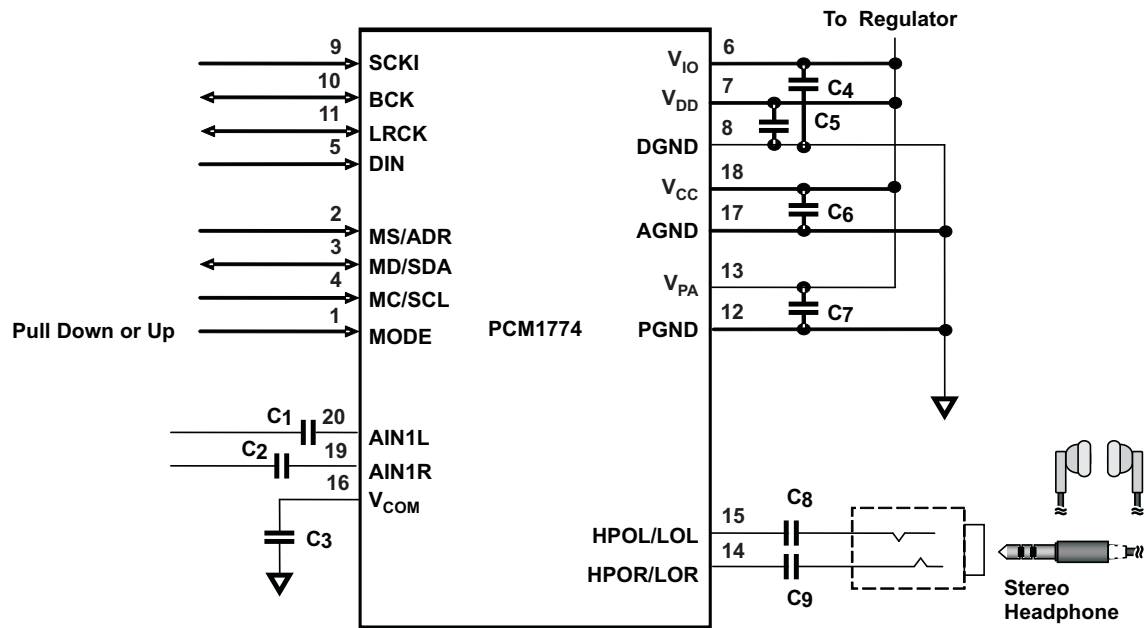 To Regulator
9
SCKI
10
BCK
11
LRCK
5
DIN
2
MS/ADR
3
MD/SDA
4
MC/SCL
Pull Down or Up
1
MODE
PCM1774
C1
20
AIN1L
C2
19
AIN1R
16
VCOM
C3
VIO
6
C4
VDD
7
C5
DGND
8
VCC
18
C6
AGND
17
VPA
13
C7
PGND
12
HPOL/LOL
15
C8
HPOR/LOR
14
C9
Stereo
Headphone